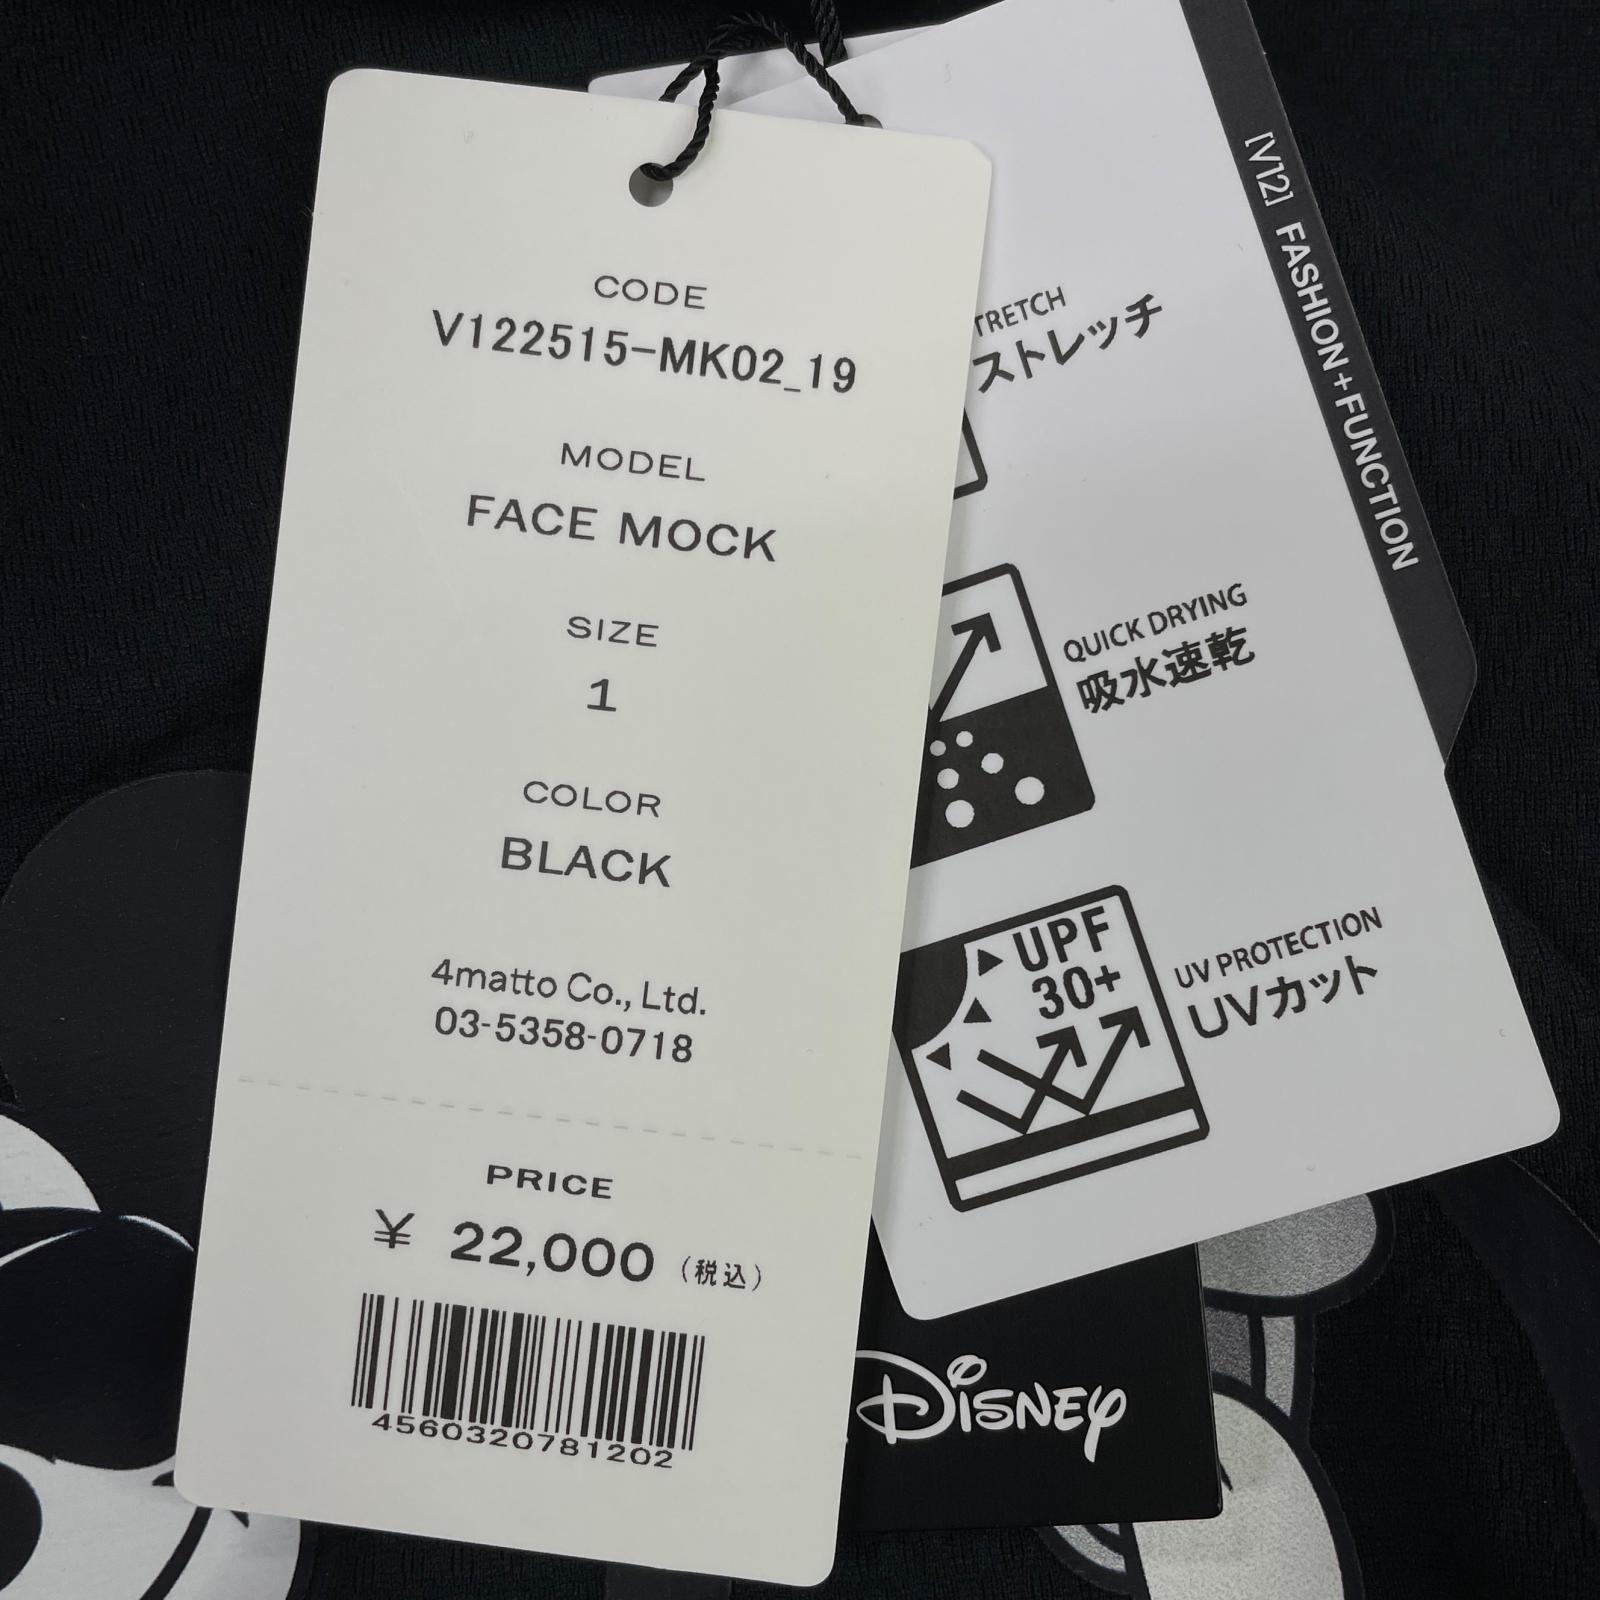 CODE
V122515-MK02_19
MODEL
FACE MOCK
SIZE
1
COLOR
BLACK
4matto Co., Ltd.
03-5358-0718
PRICE
¥ 22,000 (税込)
4560320781202
[V12] FASHION+FUNCTION
TRETCH
ストレッチ
QUICK DRYING
吸水速乾
UPF
30+
UV PROTECTION
UVカット
Disney